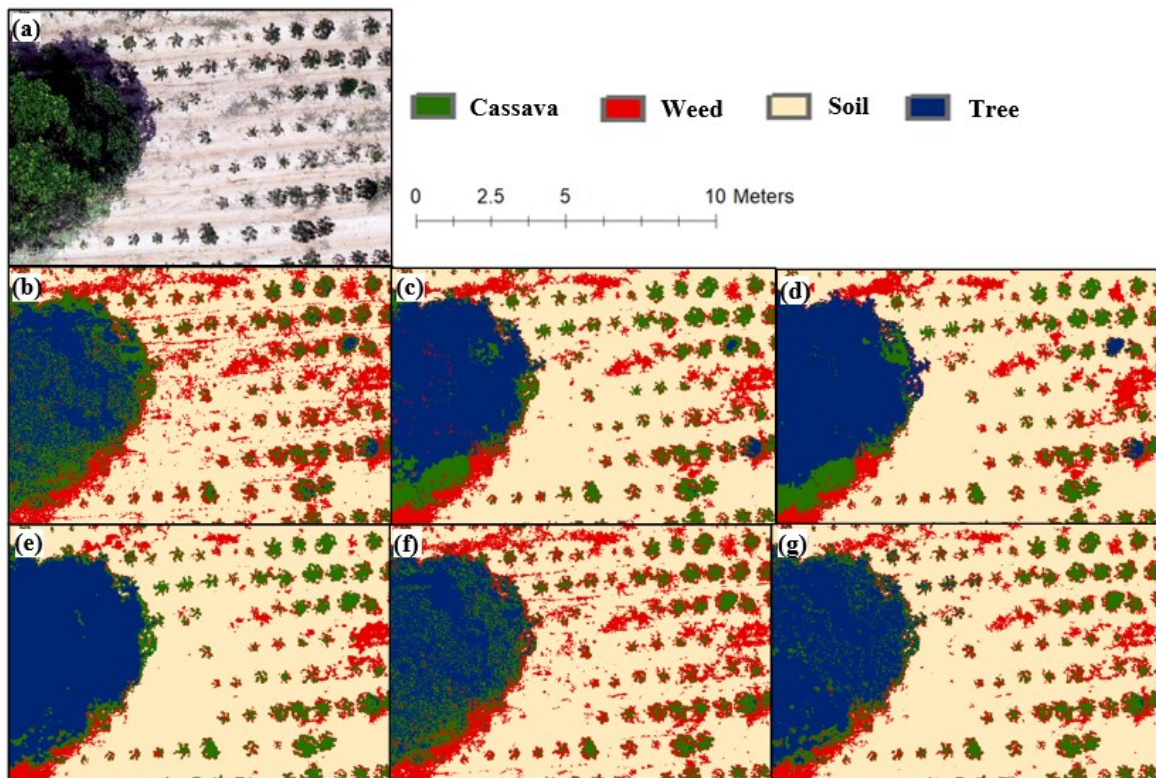 (a)
Cassava Weed Soil Tree
0 2.5 5 10 Meters
(b) (c) (d)
(e) (f) (g)